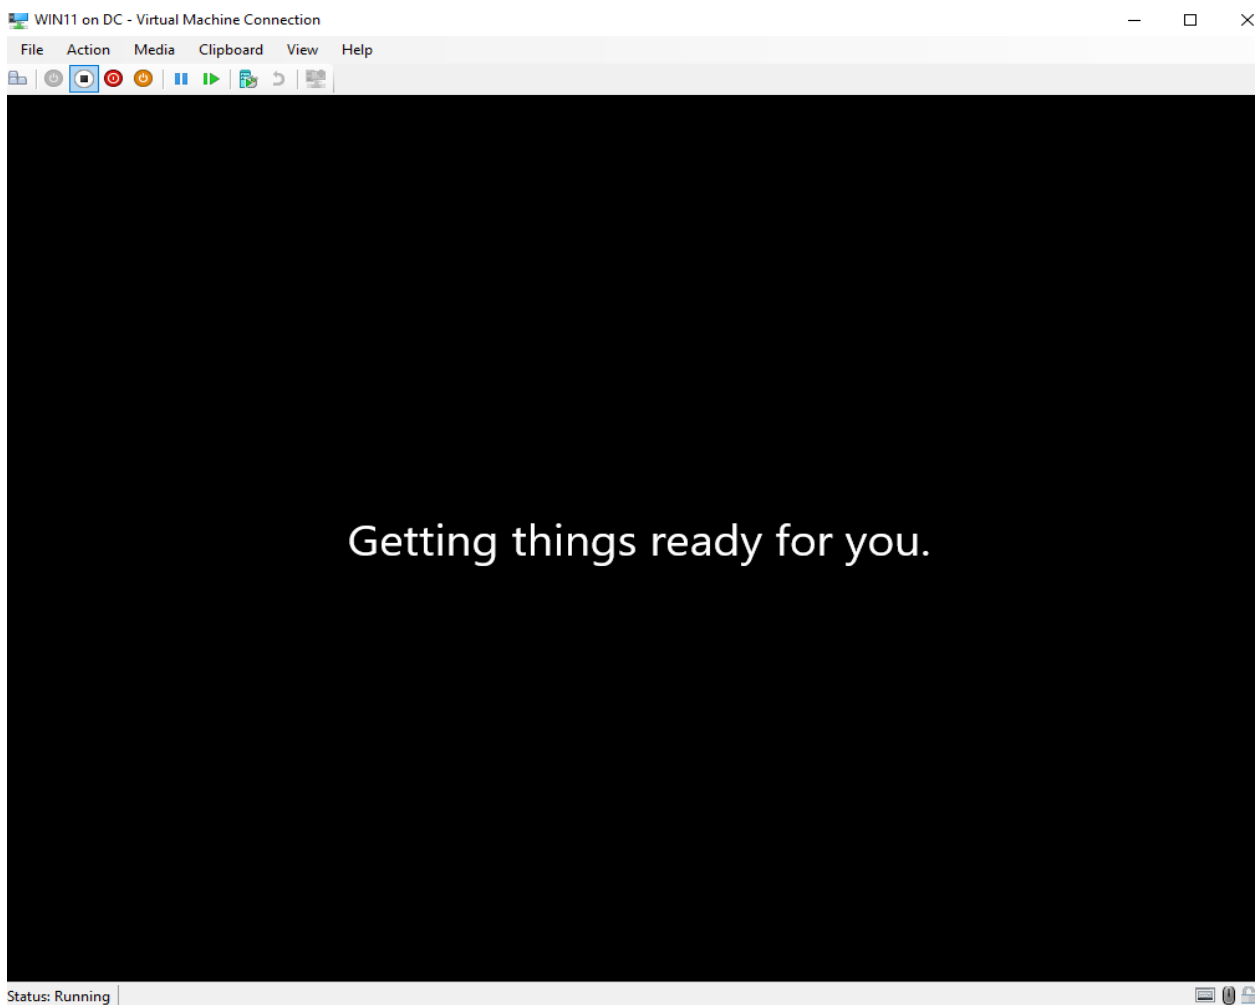 WIN11 on DC - Virtual Machine Connection
File Action Media Clipboard View Help
Getting things ready for you.
Status: Running